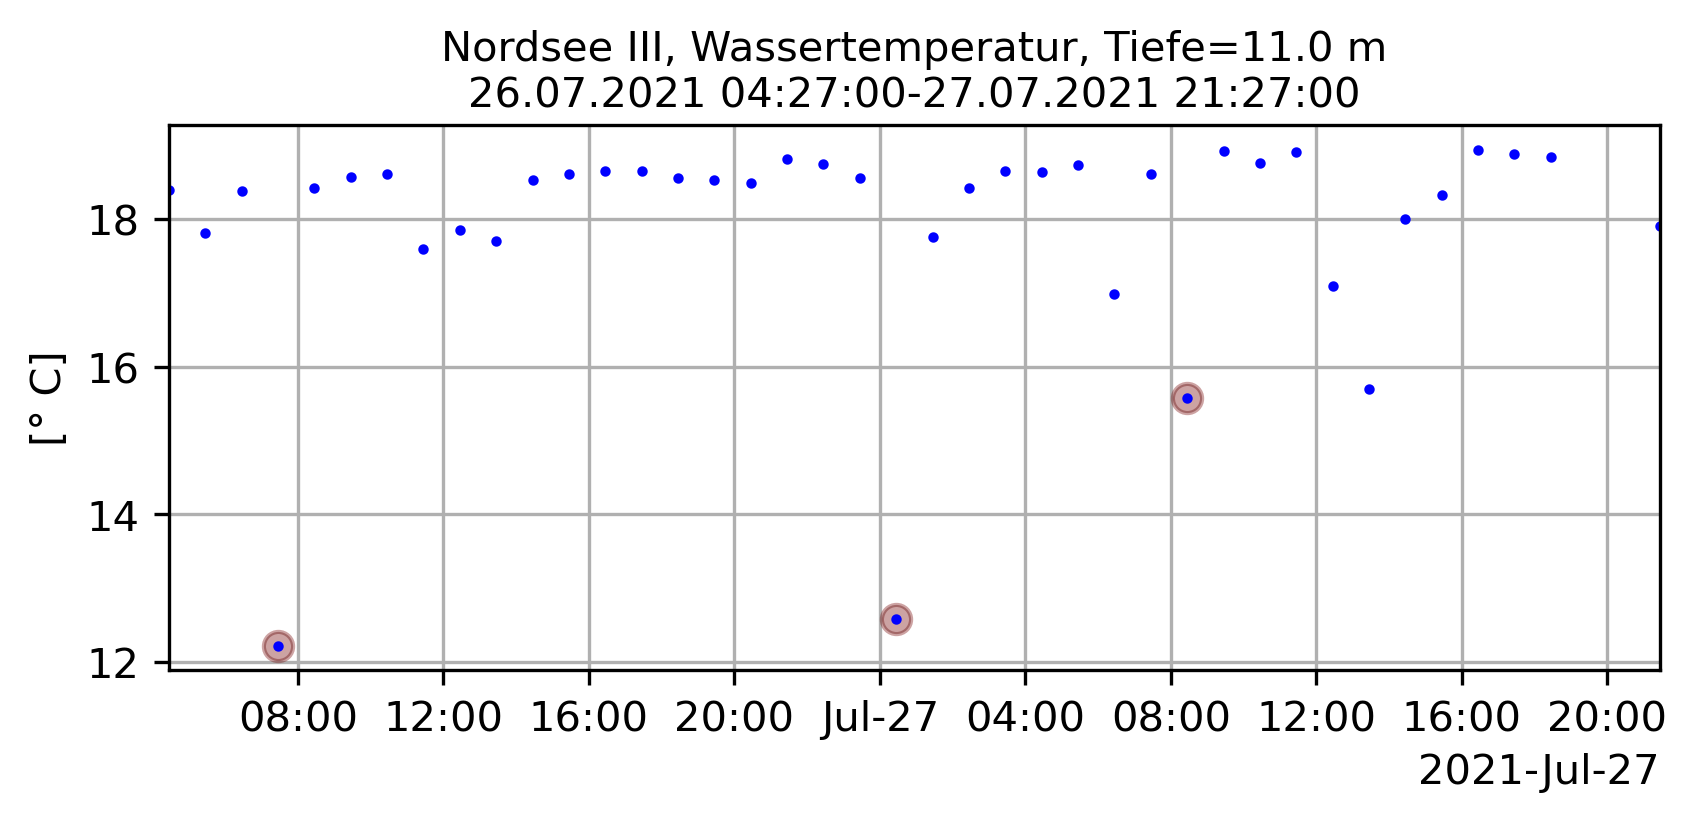 Nordsee III, Wassertemperatur, Tiefe=11.0 m
26.07.2021 04:27:00-27.07.2021 21:27:00
[° C]
18
16
14
12
08:00 12:00 16:00 20:00 Jul-27 04:00 08:00 12:00 16:00 20:00
2021-Jul-27